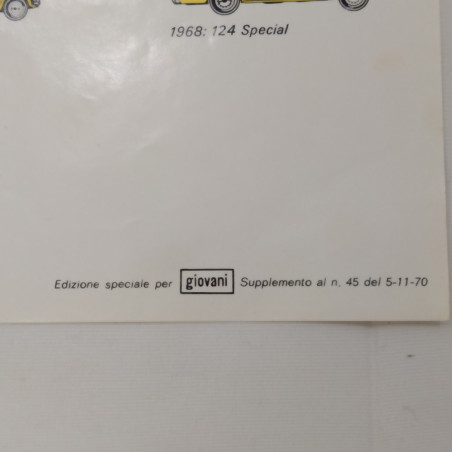 1968: 124 Special
Edizione speciale per giovani Supplemento al n. 45 del 5-11-70